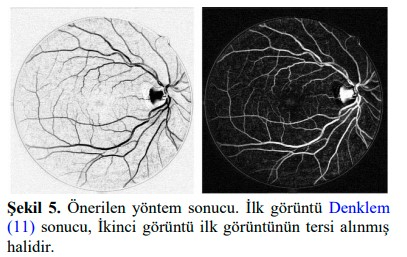 Şekil 5. Önerilen yöntem sonucu. İlk görüntü Denklem
(11) sonucu, İkinci görüntü ilk görüntünün tersi alınmış
halidir.